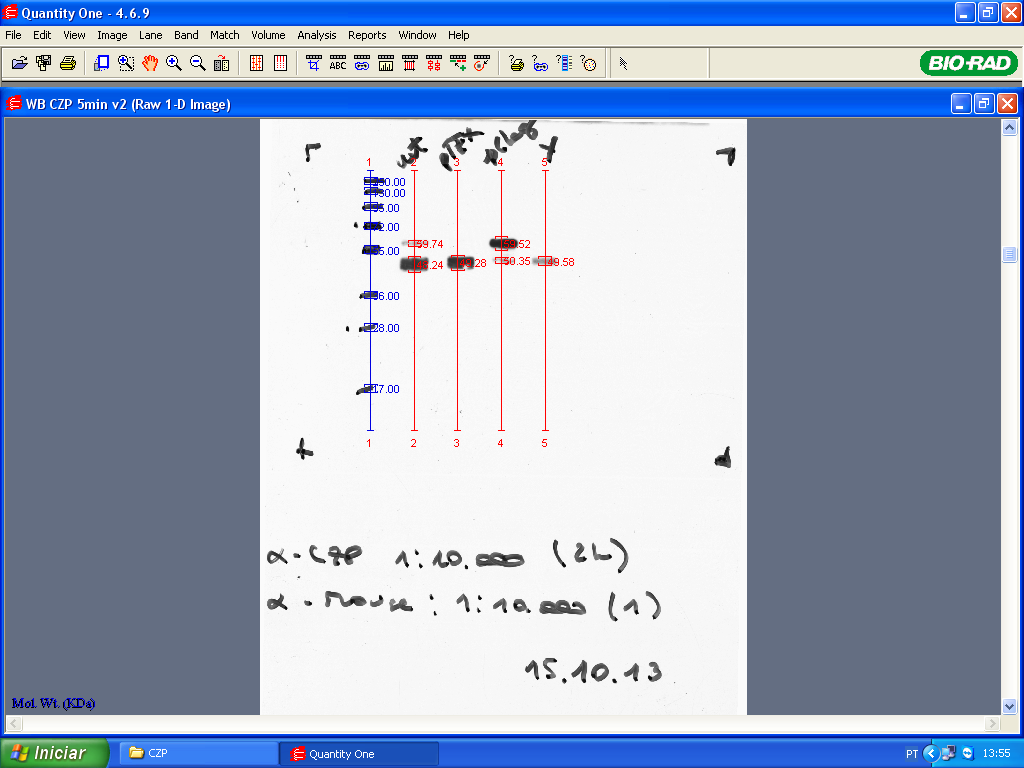 Quantity One - 4.6.9
File Edit View Image Lane Band Match Volume Analysis Reports Window Help
ABC
BIO-RAD
WB CZP 5min v2 (Raw 1-D Image)
1 2 3 4 5
59.74
59.52
50.35
49.58
36.00
28.00
17.00
1 2 3 4 5
α-CZP 1:10.000 (2h)
α-Mouse: 1:10.000 (1)
15.10.13
Mol. Wt. (KDa)
Iniciar CZP Quantity One PT 13:55